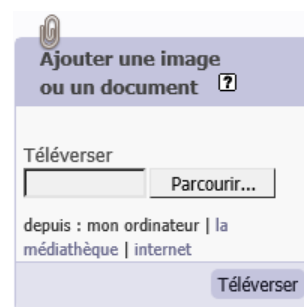 Ajouter une image
ou un document ?
Téléverser
Parcourir...
depuis : mon ordinateur | la
médiathèque | internet
Téléverser